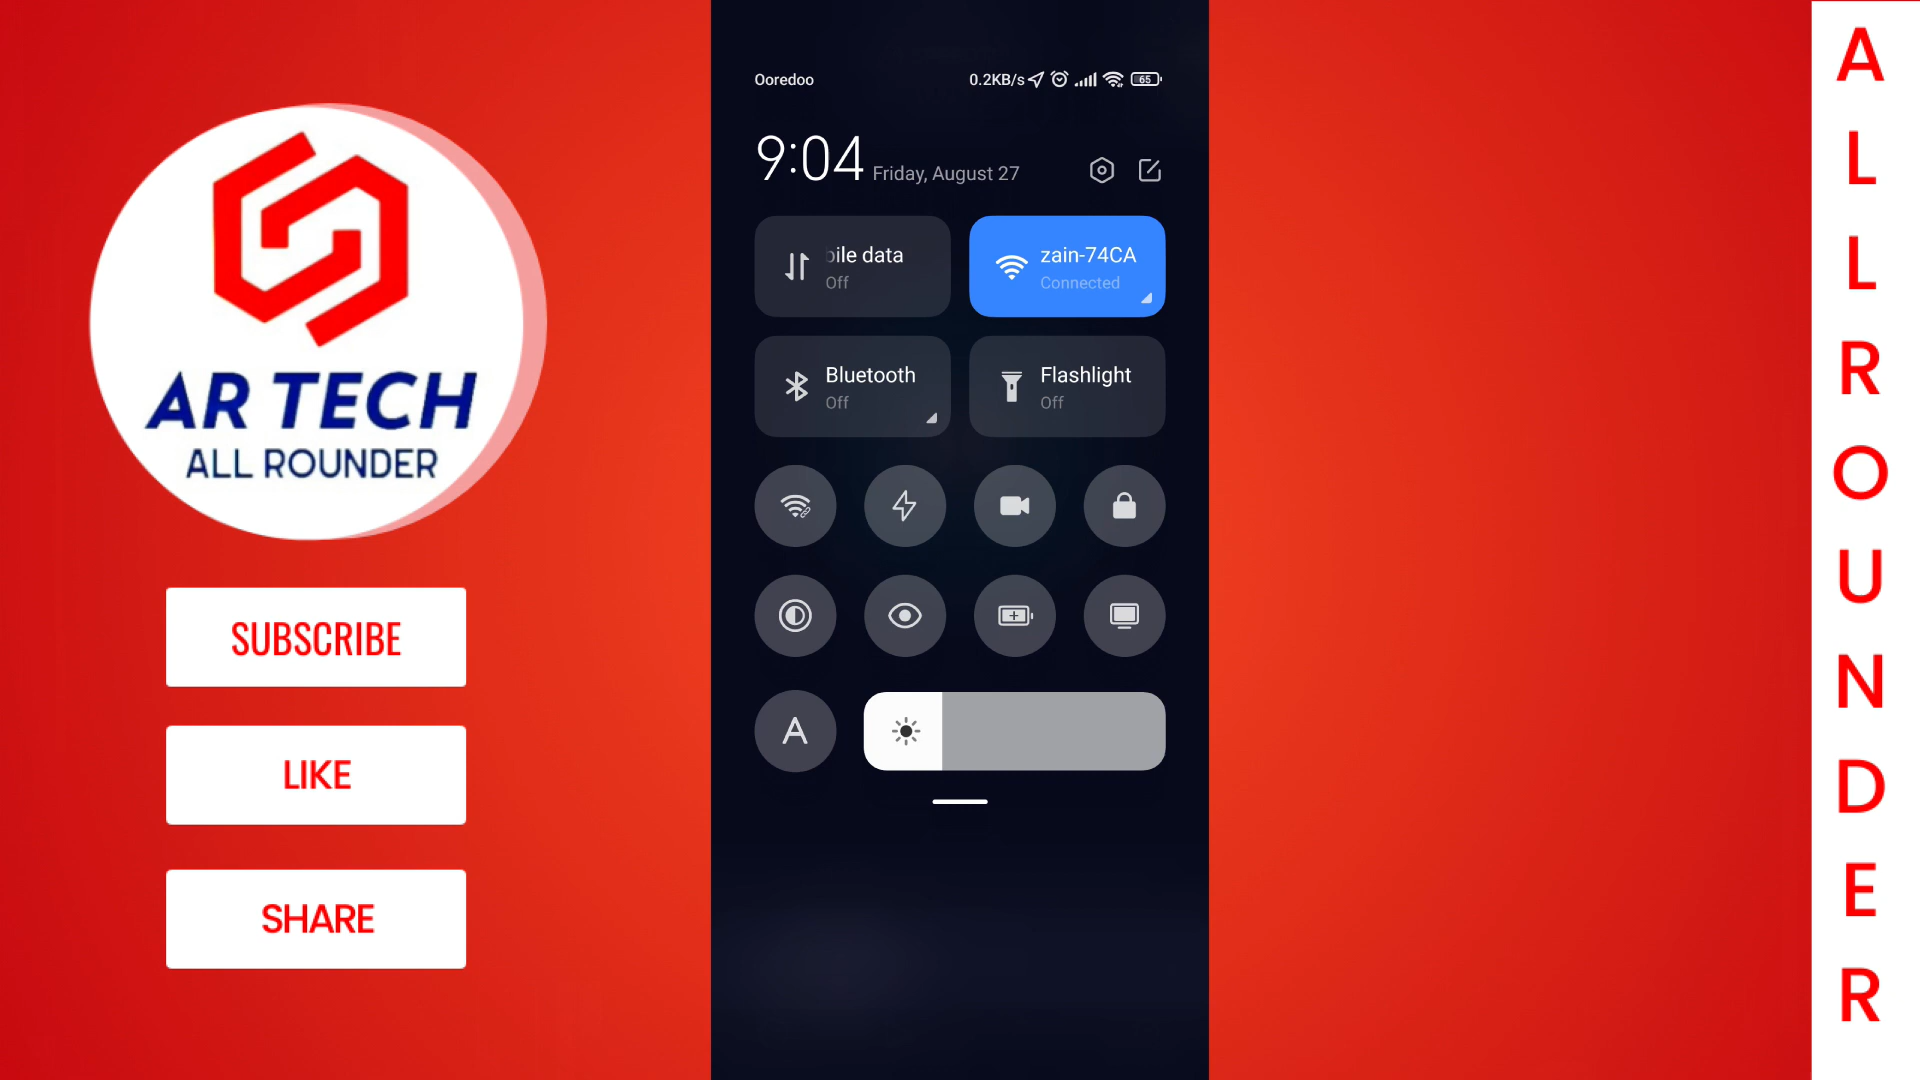 AR TECH
ALL ROUNDER
SUBSCRIBE
LIKE
SHARE
Ooredoo
0.2KB/s
65
9:04 Friday, August 27
bile data
Off
zain-74CA
Connected
Bluetooth
Off
Flashlight
Off
A
A
L
L
R
O
U
N
D
E
R